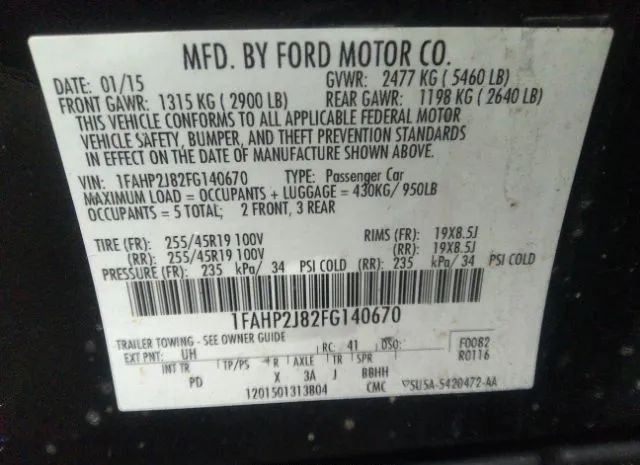 MFD. BY FORD MOTOR CO.
DATE: 01/15 GVWR: 2477 KG ( 5460 LB)
FRONT GAWR: 1315 KG ( 2900 LB) REAR GAWR: 1198 KG ( 2640 LB)
THIS VEHICLE CONFORMS TO ALL APPLICABLE FEDERAL MOTOR
VEHICLE SAFETY, BUMPER, AND THEFT PREVENTION STANDARDS
IN EFFECT ON THE DATE OF MANUFACTURE SHOWN ABOVE.
VIN: 1FAHP2J82FG140670 TYPE: Passenger Car
MAXIMUM LOAD = OCCUPANTS + LUGGAGE = 430KG/ 950LB
OCCUPANTS = 5 TOTAL; 2 FRONT, 3 REAR
TIRE (FR): 255/45R19 100V RIMS (FR): 19X8.5J
(RR): 255/45R19 100V (RR): 19X8.5J
PRESSURE (FR): 235 kPa/ 34 PSI COLD (RR): 235 kPa/ 34 PSI COLD
1FAHP2J82FG140670
TRAILER TOWING - SEE OWNER GUIDE
EXT PNT: UH RC: 41 DSO: F0082
R0116
INT TR TP/PS R AXLE TR SPR
PD X 3A J BBHH
1201501313B04 CMC ▽SU5A-5420472-AA